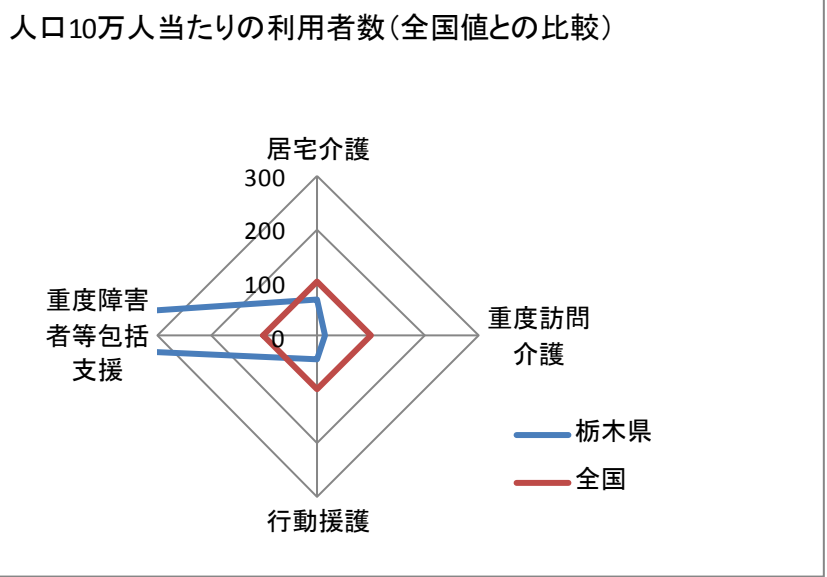 人口10万人当たりの利用者数(全国値との比較)
居宅介護
300
200
100
0
重度障害
者等包括
支援
重度訪問
介護
栃木県
全国
行動援護